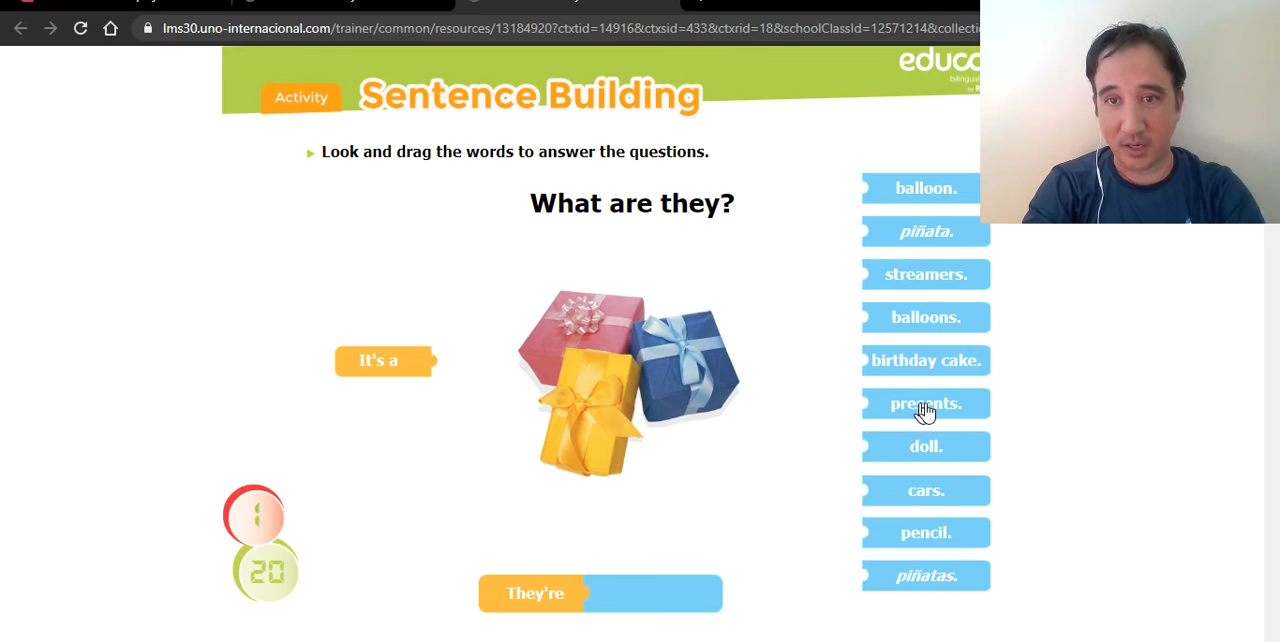 lms30.uno-internacional.com/trainer/common/resources/13184920?ctxtid=14916&ctxsid=433&ctxrid=18&schoolClassId=12571214&collecti
Activity
Sentence Building
► Look and drag the words to answer the questions.
What are they?
balloon.
piñata.
streamers.
balloons.
It's a
birthday cake.
presents.
doll.
cars.
pencil.
piñatas.
1
20
They're